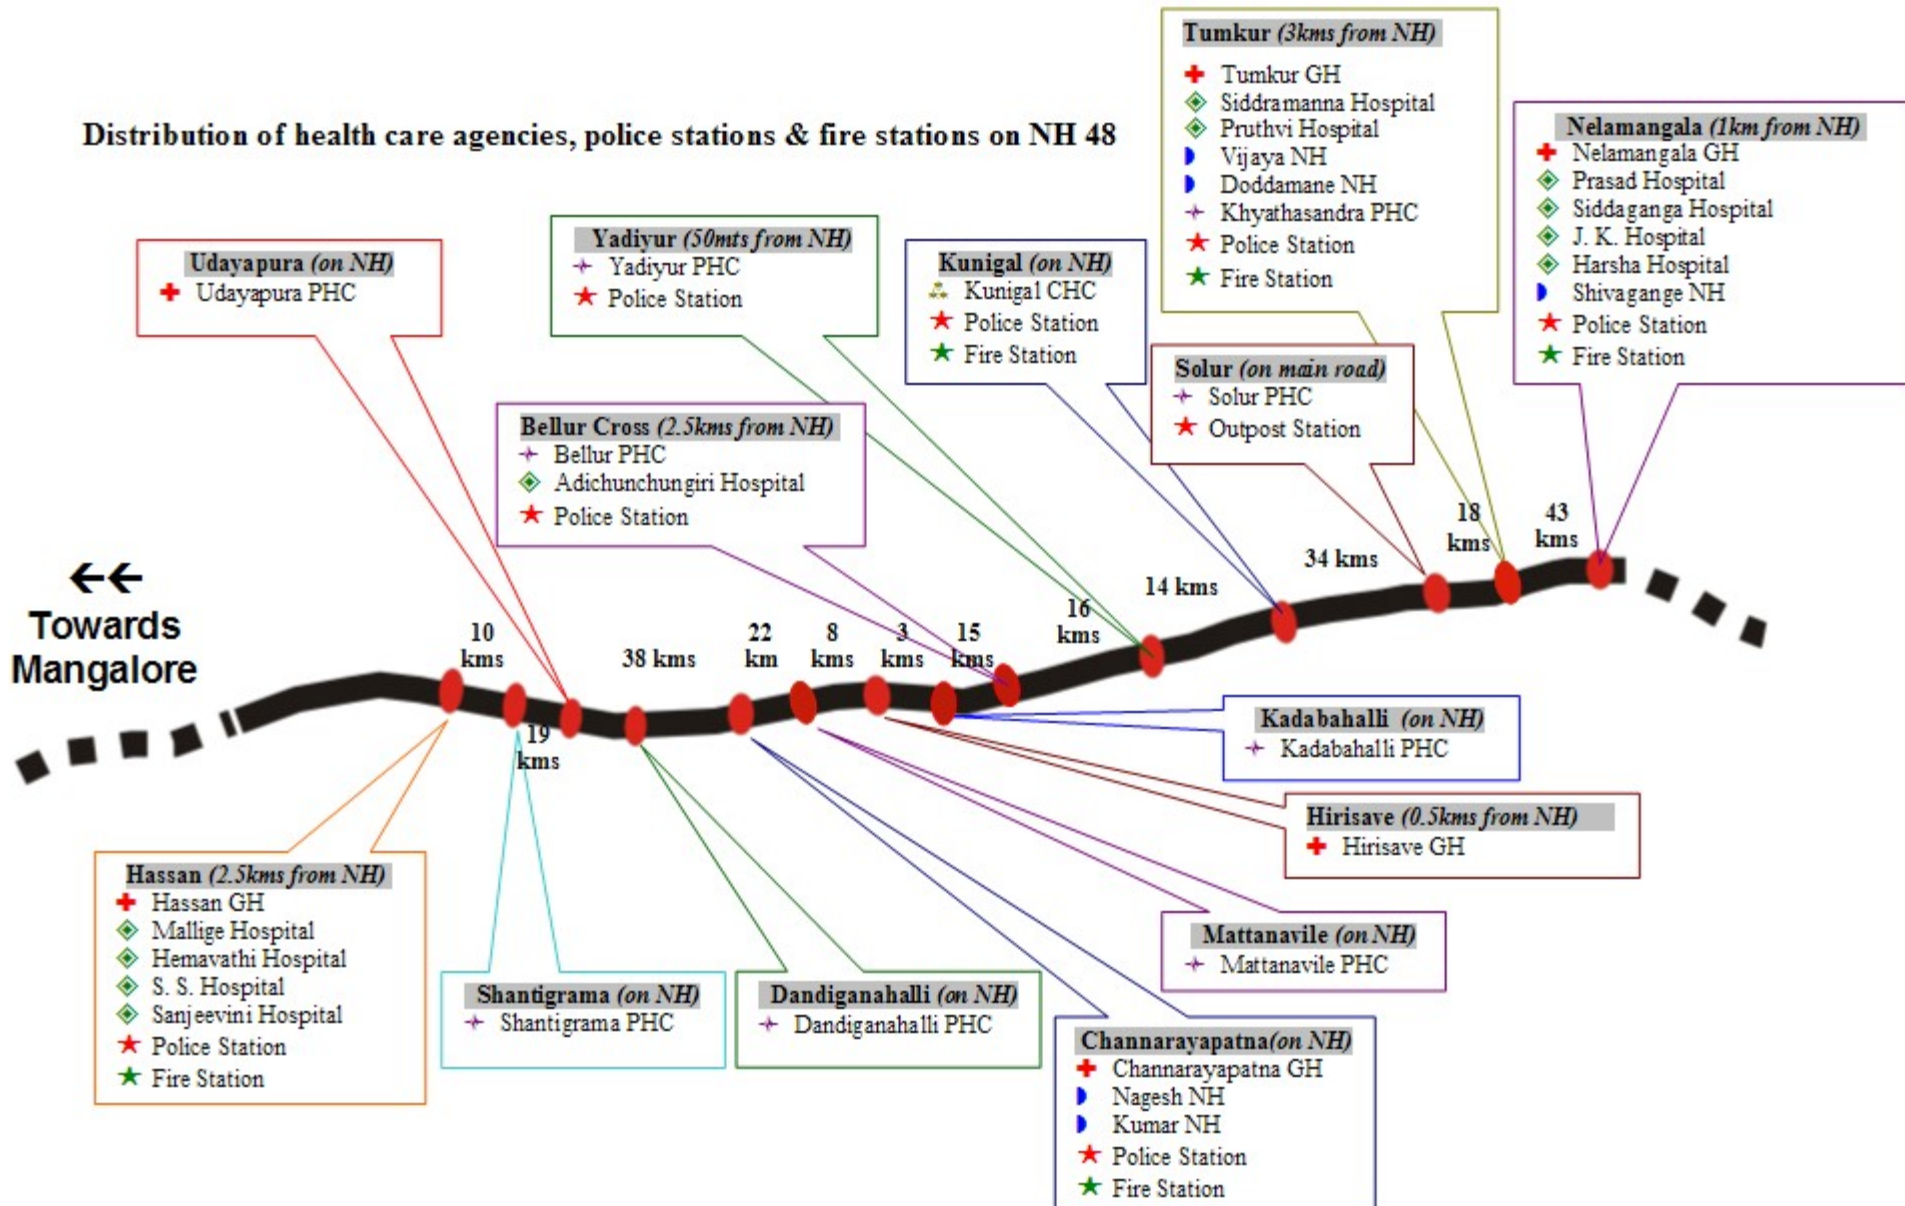 Distribution of health care agencies, police stations & fire stations on NH 48
Tumkur (3kms from NH)
Tumkur GH
Siddramanna Hospital
Pruthvi Hospital
Vijaya NH
Doddamane NH
Khyathasandra PHC
Police Station
Fire Station
Nelamangala (1km from NH)
Nelamangala GH
Prasad Hospital
Siddaganga Hospital
J. K. Hospital
Harsha Hospital
Shivagange NH
Police Station
Fire Station
Udayapura (on NH)
Udayapura PHC
Yadiyur (50mts from NH)
Yadiyur PHC
Police Station
Kunigal (on NH)
Kunigal CHC
Police Station
Fire Station
Solur (on main road)
Solur PHC
Outpost Station
Bellur Cross (2.5kms from NH)
Bellur PHC
Adichunchungiri Hospital
Police Station
←←
Towards
Mangalore
10
kms
19
kms
38 kms
22
km
8
kms
3
kms
15
kms
16
kms
14 kms
34 kms
18
kms
43
kms
Kadabahalli (on NH)
Kadabahalli PHC
Hirisave (0.5kms from NH)
Hirisave GH
Mattanavile (on NH)
Mattanavile PHC
Hassan (2.5kms from NH)
Hassan GH
Mallige Hospital
Hemavathi Hospital
S. S. Hospital
Sanjeevini Hospital
Police Station
Fire Station
Shantigrama (on NH)
Shantigrama PHC
Dandiganahalli (on NH)
Dandiganahalli PHC
Channarayapatna(on NH)
Channarayapatna GH
Nagesh NH
Kumar NH
Police Station
Fire Station